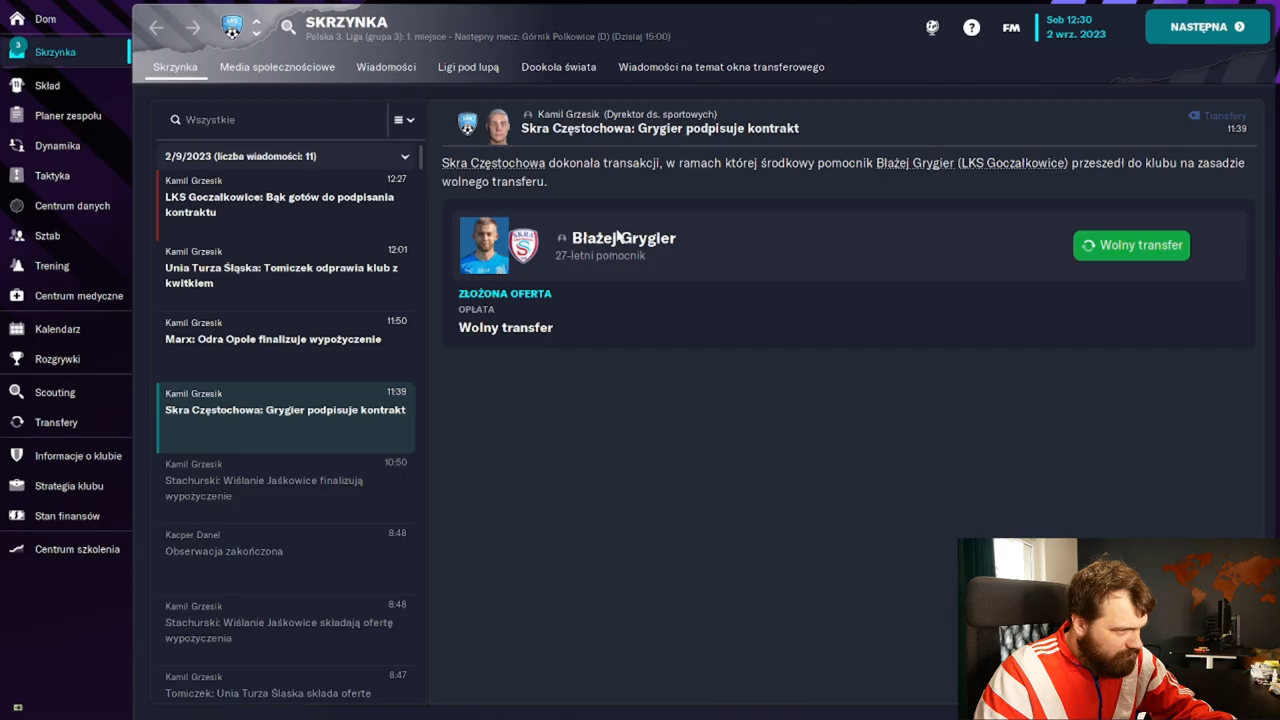 Dom
3
Skrzynka
Skład
Planer zespołu
Dynamika
Taktyka
Centrum danych
Sztab
Trening
Centrum medyczne
Kalendarz
Rozgrywki
Scouting
Transfery
Informacje o klubie
Strategia klubu
Stan finansów
Centrum szkolenia
SKRZYNKA
Polska 3. Liga (grupa 3): 1. miejsce - Następny mecz: Górnik Polkowice (D) (Dzisiaj 15:00)
FM
Sob 12:30
2 wrz. 2023
NASTĘPNA
Skrzynka
Media społecznościowe
Wiadomości
Ligi pod lupą
Dookoła świata
Wiadomości na temat okna transferowego
Wszystkie
2/9/2023 (liczba wiadomości: 11)
Kamil Grzesik 12:27
LKS Goczałkowice: Bąk gotów do podpisania
kontraktu
Kamil Grzesik 12:01
Unia Turza Śląska: Tomiczek odprawia klub z
kwitkiem
Kamil Grzesik 11:50
Marx: Odra Opole finalizuje wypożyczenie
Kamil Grzesik 11:39
Skra Częstochowa: Grygier podpisuje kontrakt
Kamil Grzesik 10:50
Stachurski: Wiślanie Jaśkowice finalizują
wypożyczenie
Kacper Danel 8:48
Obserwacja zakończona
Kamil Grzesik 8:48
Stachurski: Wiślanie Jaśkowice składają ofertę
wypożyczenia
Kamil Grzesik 8:47
Tomiczek: Unia Turza Śląska składa ofertę
Kamil Grzesik (Dyrektor ds. sportowych)
Skra Częstochowa: Grygier podpisuje kontrakt
Transfery
11:39
Skra Częstochowa dokonała transakcji, w ramach której środkowy pomocnik Błażej Grygier (LKS Goczałkowice) przeszedł do klubu na zasadzie
wolnego transferu.
SKRA
Błażej Grygler
27-letni pomocnik
Wolny transfer
ZŁOŻONA OFERTA
OPŁATA
Wolny transfer